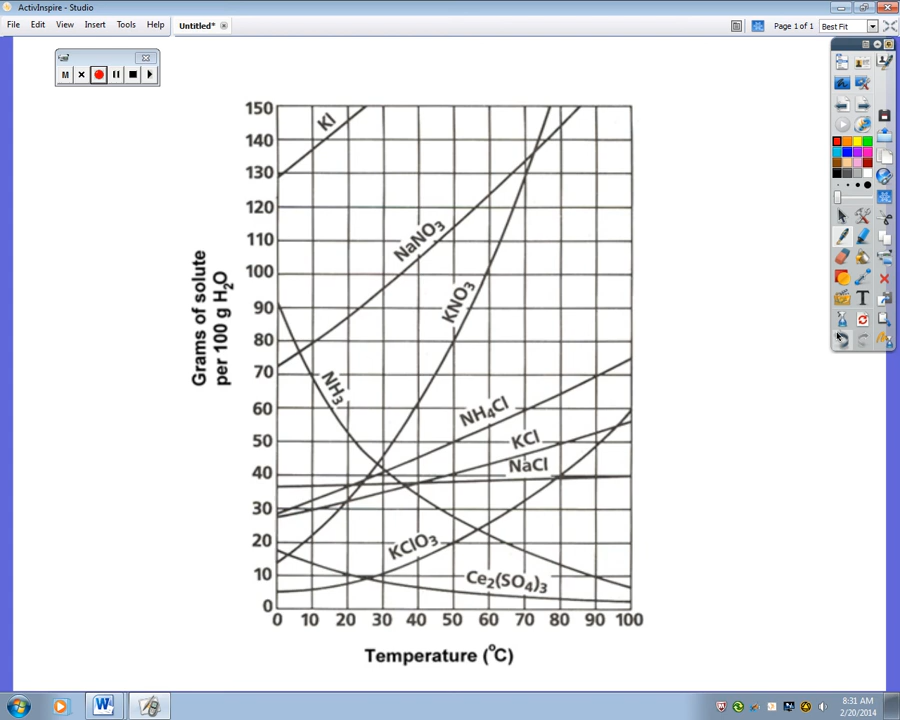 ActivInspire - Studio
File Edit View Insert Tools Help Untitled* Page 1 of 1 Best Fit
150
140
130
120
110
100
90
80
70
60
50
40
30
20
10
0
Grams of solute
per 100 g H2O
KI
NaNO3
KNO3
NH3
NH4Cl
KCl
NaCl
KClO3
Ce2(SO4)3
0 10 20 30 40 50 60 70 80 90 100
Temperature (°C)
8:31 AM
2/20/2014